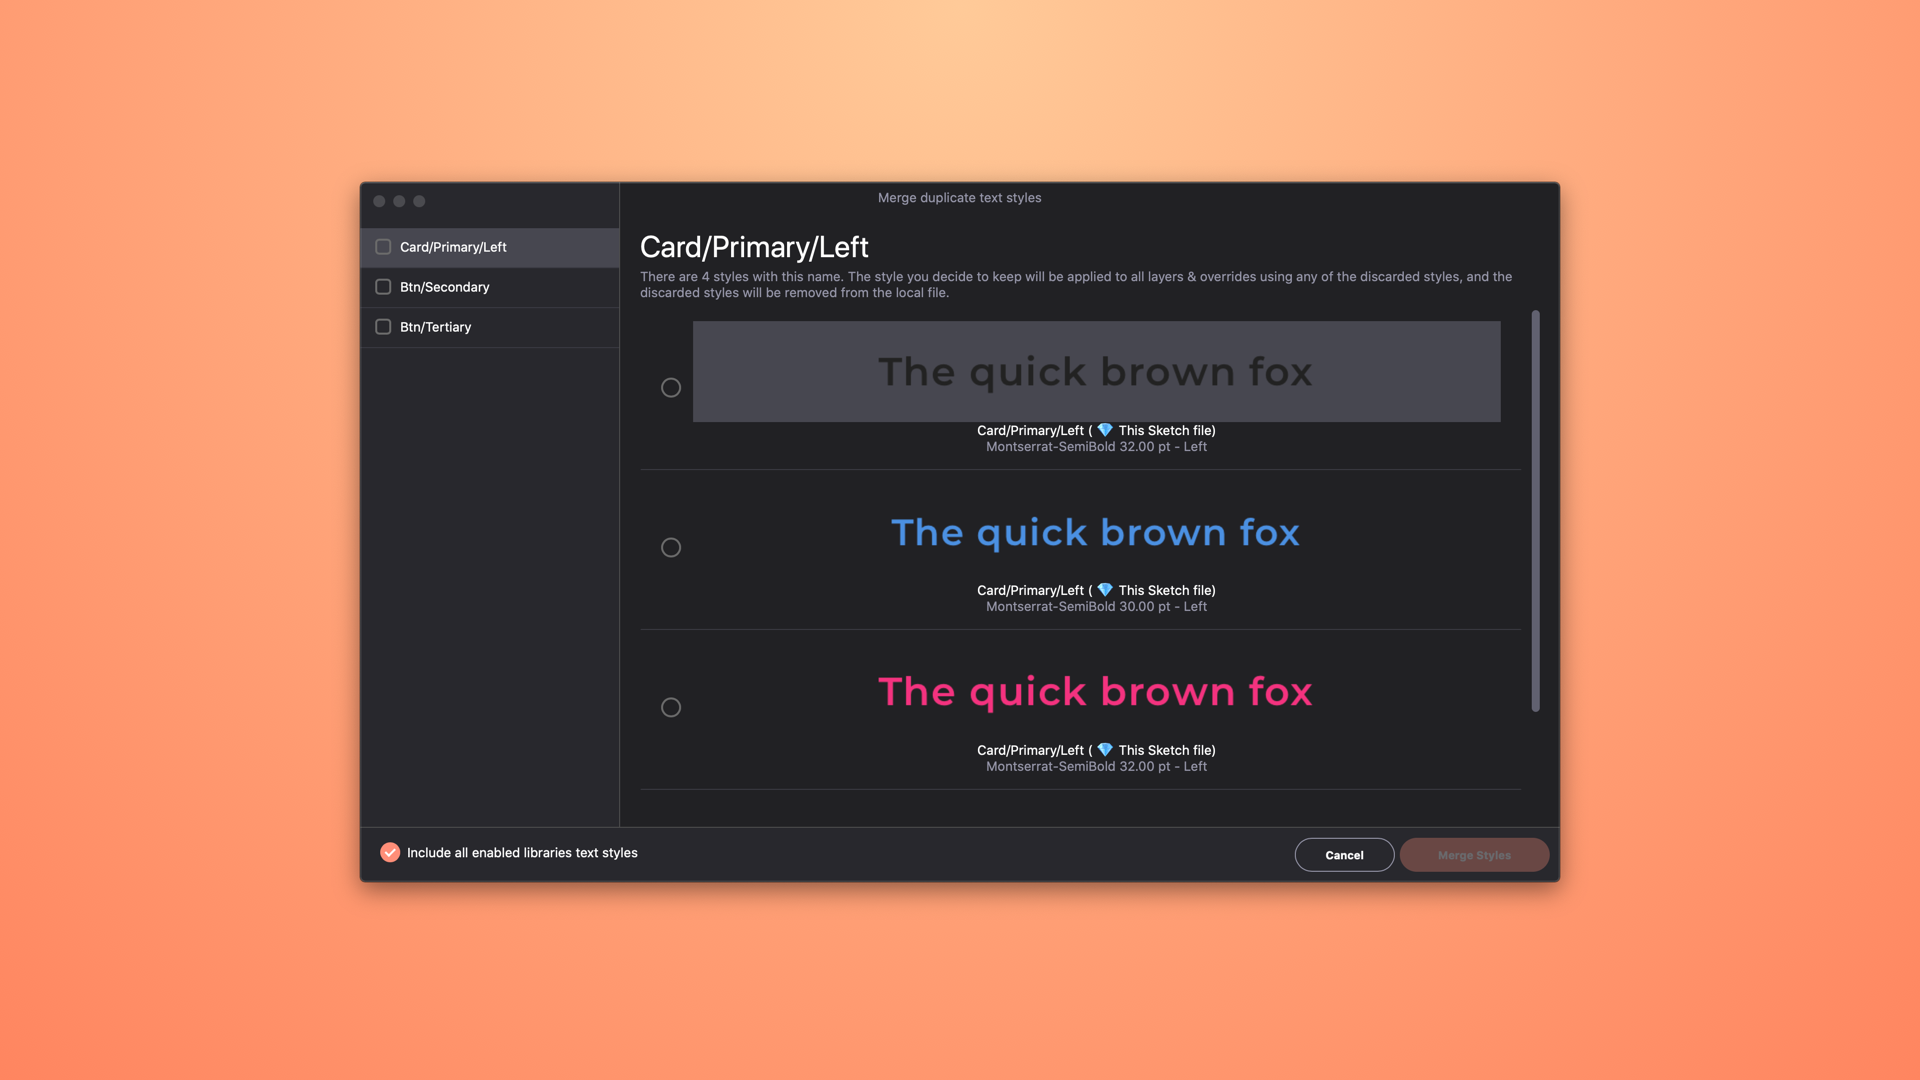 Merge duplicate text styles
Card/Primary/Left
Btn/Secondary
Btn/Tertiary
Card/Primary/Left
There are 4 styles with this name. The style you decide to keep will be applied to all layers & overrides using any of the discarded styles, and the
discarded styles will be removed from the local file.
The quick brown fox
Card/Primary/Left ( 💎 This Sketch file)
Montserrat-SemiBold 32.00 pt - Left
The quick brown fox
Card/Primary/Left ( 💎 This Sketch file)
Montserrat-SemiBold 30.00 pt - Left
The quick brown fox
Card/Primary/Left ( 💎 This Sketch file)
Montserrat-SemiBold 32.00 pt - Left
Include all enabled libraries text styles
Cancel
Merge Styles